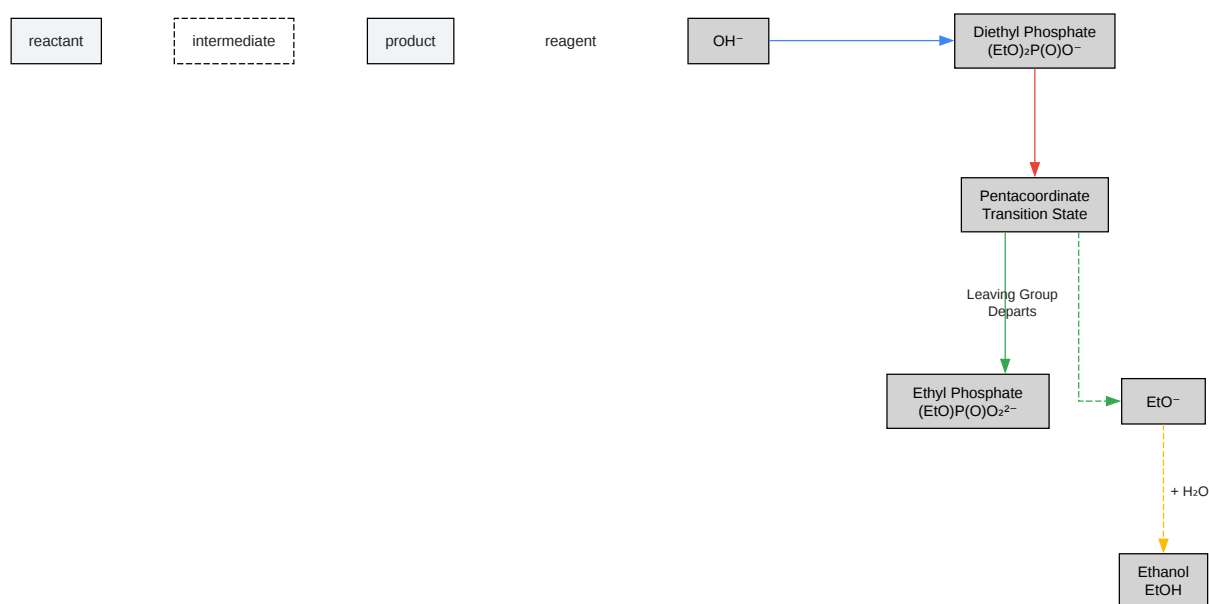 reactant
intermediate
product
reagent
OH⁻
Diethyl Phosphate
(EtO)₂P(O)O⁻
Pentacoordinate
Transition State
Leaving Group
Departs
Ethyl Phosphate
(EtO)P(O)O₂²⁻
EtO⁻
+ H₂O
Ethanol
EtOH